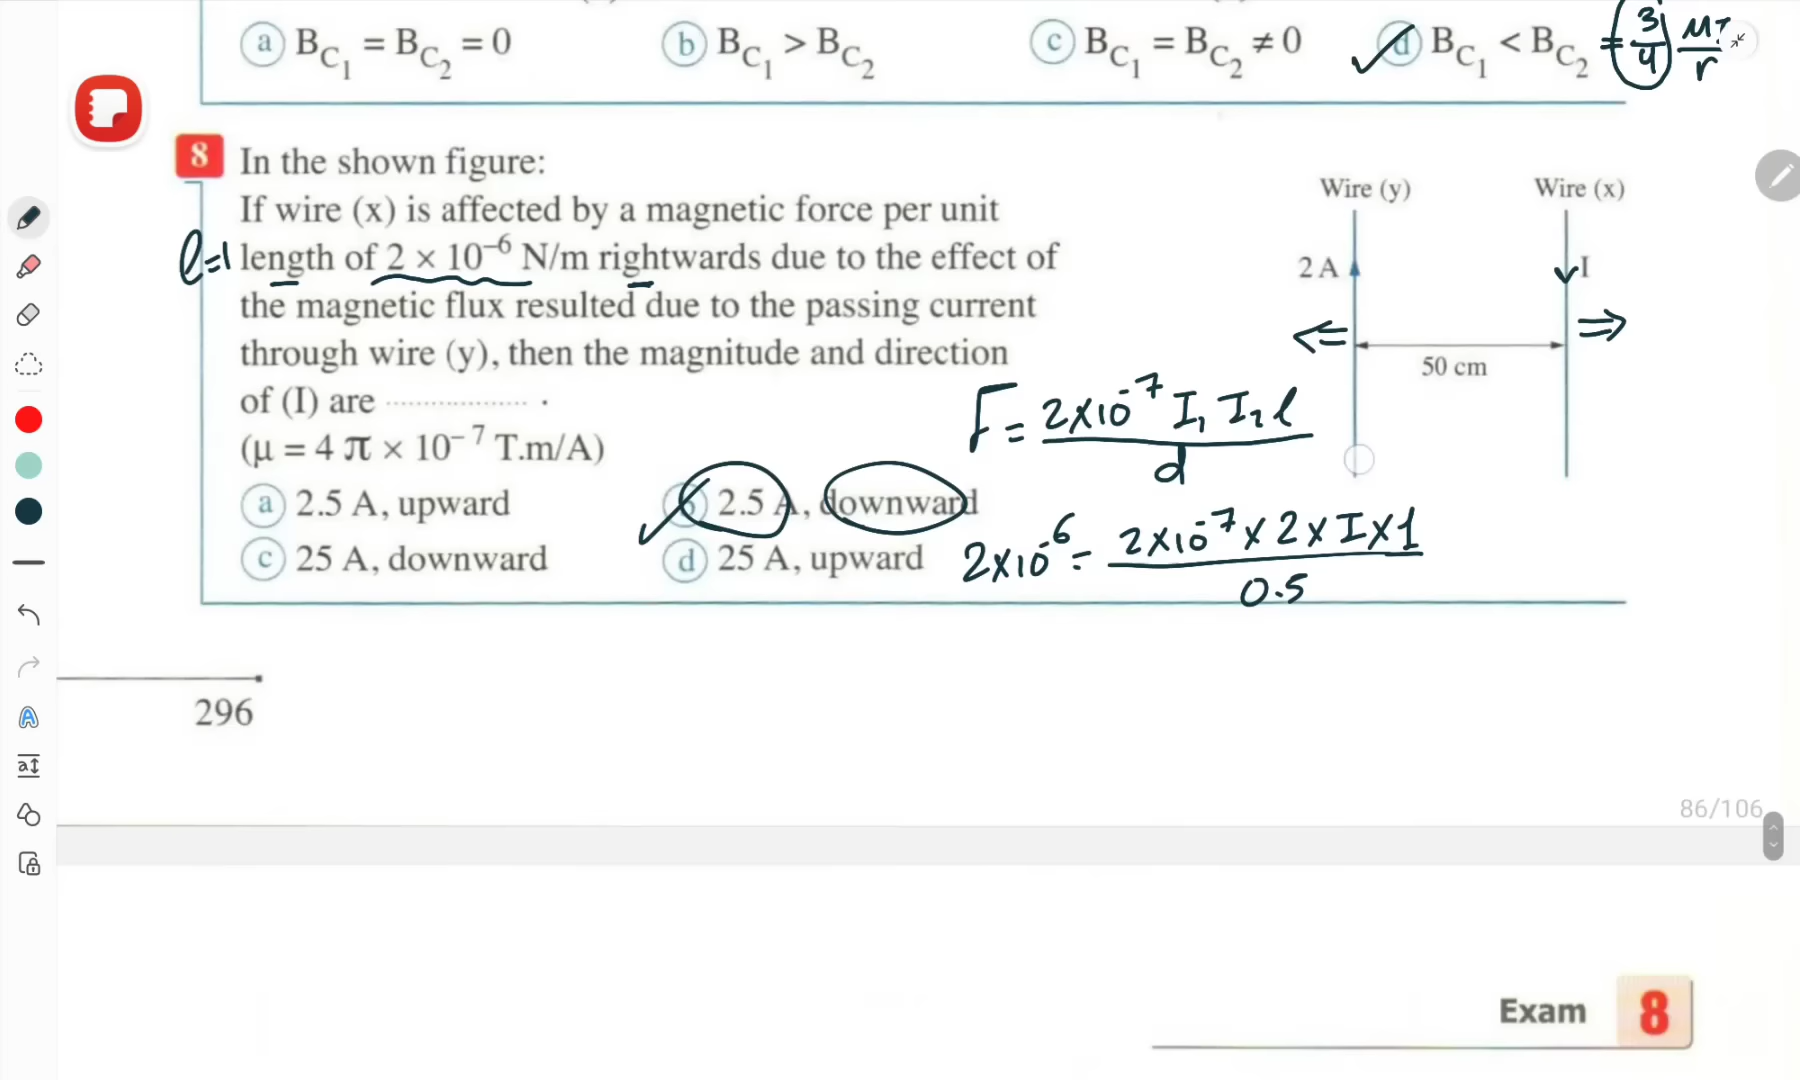 a B_C1 = B_C2 = 0 b B_C1 > B_C2 c B_C1 = B_C2 ≠ 0 d B_C1 < B_C2 = (3/4)
8 In the shown figure:
If wire (x) is affected by a magnetic force per unit
ℓ=1 length of 2 × 10⁻⁶ N/m rightwards due to the effect of
the magnetic flux resulted due to the passing current
through wire (y), then the magnitude and direction
of (I) are .................. .
(μ = 4 π × 10⁻⁷ T.m/A)
a 2.5 A, upward b 2.5 A, downward
c 25 A, downward d 25 A, upward
Wire (y) Wire (x)
2 A I
50 cm
F = 2×10⁻⁷ I₁ I₂ ℓ / d
2×10⁻⁶ = 2×10⁻⁷ × 2 × I × 1 / 0.5
296
86/106
Exam 8